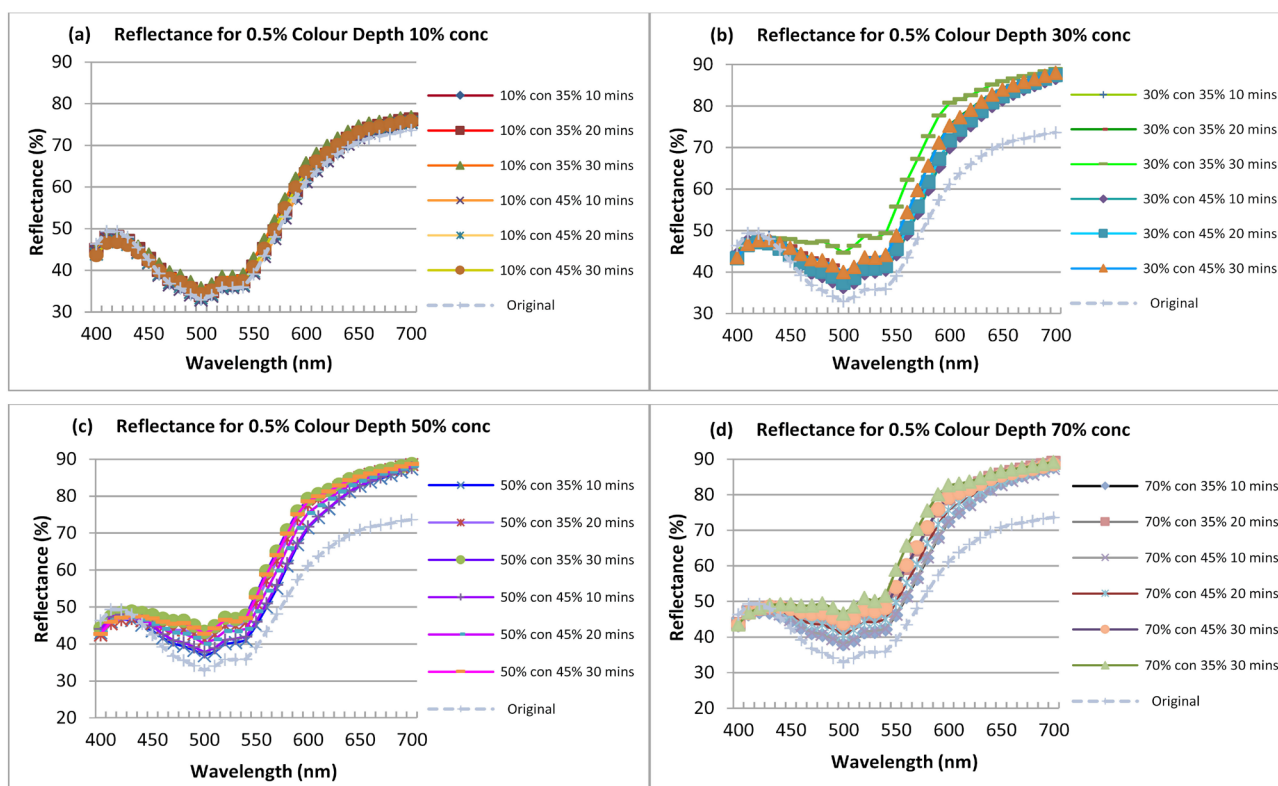 (a) Reflectance for 0.5% Colour Depth 10% conc
Reflectance (%)
90
80
70
60
50
40
30
400 450 500 550 600 650 700
Wavelength (nm)
10% con 35% 10 mins
10% con 35% 20 mins
10% con 35% 30 mins
10% con 45% 10 mins
10% con 45% 20 mins
10% con 45% 30 mins
Original
(b) Reflectance for 0.5% Colour Depth 30% conc
Reflectance (%)
90
80
70
60
50
40
30
400 450 500 550 600 650 700
Wavelength (nm)
30% con 35% 10 mins
30% con 35% 20 mins
30% con 35% 30 mins
30% con 45% 10 mins
30% con 45% 20 mins
30% con 45% 30 mins
Original
(c) Reflectance for 0.5% Colour Depth 50% conc
Reflectance (%)
90
80
70
60
50
40
30
20
400 450 500 550 600 650 700
Wavelength (nm)
50% con 35% 10 mins
50% con 35% 20 mins
50% con 35% 30 mins
50% con 45% 10 mins
50% con 45% 20 mins
50% con 45% 30 mins
Original
(d) Reflectance for 0.5% Colour Depth 70% conc
Reflectance (%)
90
80
70
60
50
40
30
20
400 450 500 550 600 650 700
Wavelength (nm)
70% con 35% 10 mins
70% con 35% 20 mins
70% con 45% 10 mins
70% con 45% 20 mins
70% con 45% 30 mins
70% con 35% 30 mins
Original